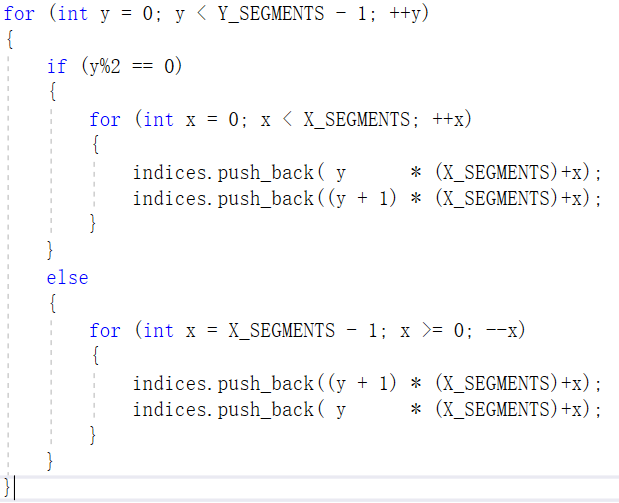 for (int y = 0; y < Y_SEGMENTS - 1; ++y)
{
    if (y%2 == 0)
    {
        for (int x = 0; x < X_SEGMENTS; ++x)
        {
            indices.push_back( y      * (X_SEGMENTS)+x);
            indices.push_back((y + 1) * (X_SEGMENTS)+x);
        }
    }
    else
    {
        for (int x = X_SEGMENTS - 1; x >= 0; --x)
        {
            indices.push_back((y + 1) * (X_SEGMENTS)+x);
            indices.push_back( y      * (X_SEGMENTS)+x);
        }
    }
}